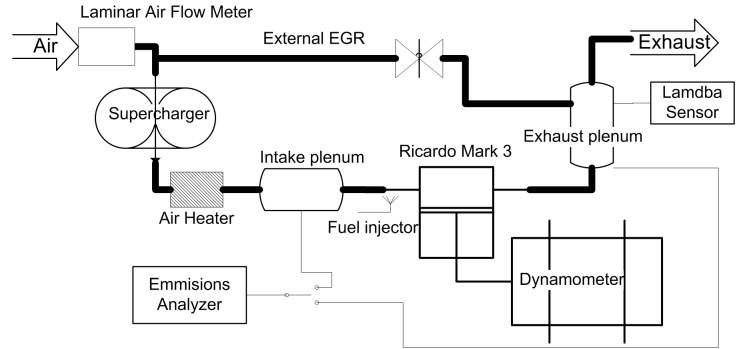 Laminar Air Flow Meter
Air
External EGR
Exhaust
Lamdba
Sensor
Supercharger
Exhaust plenum
Intake plenum
Ricardo Mark 3
Air Heater
Fuel injector
Emmisions
Analyzer
Dynamometer